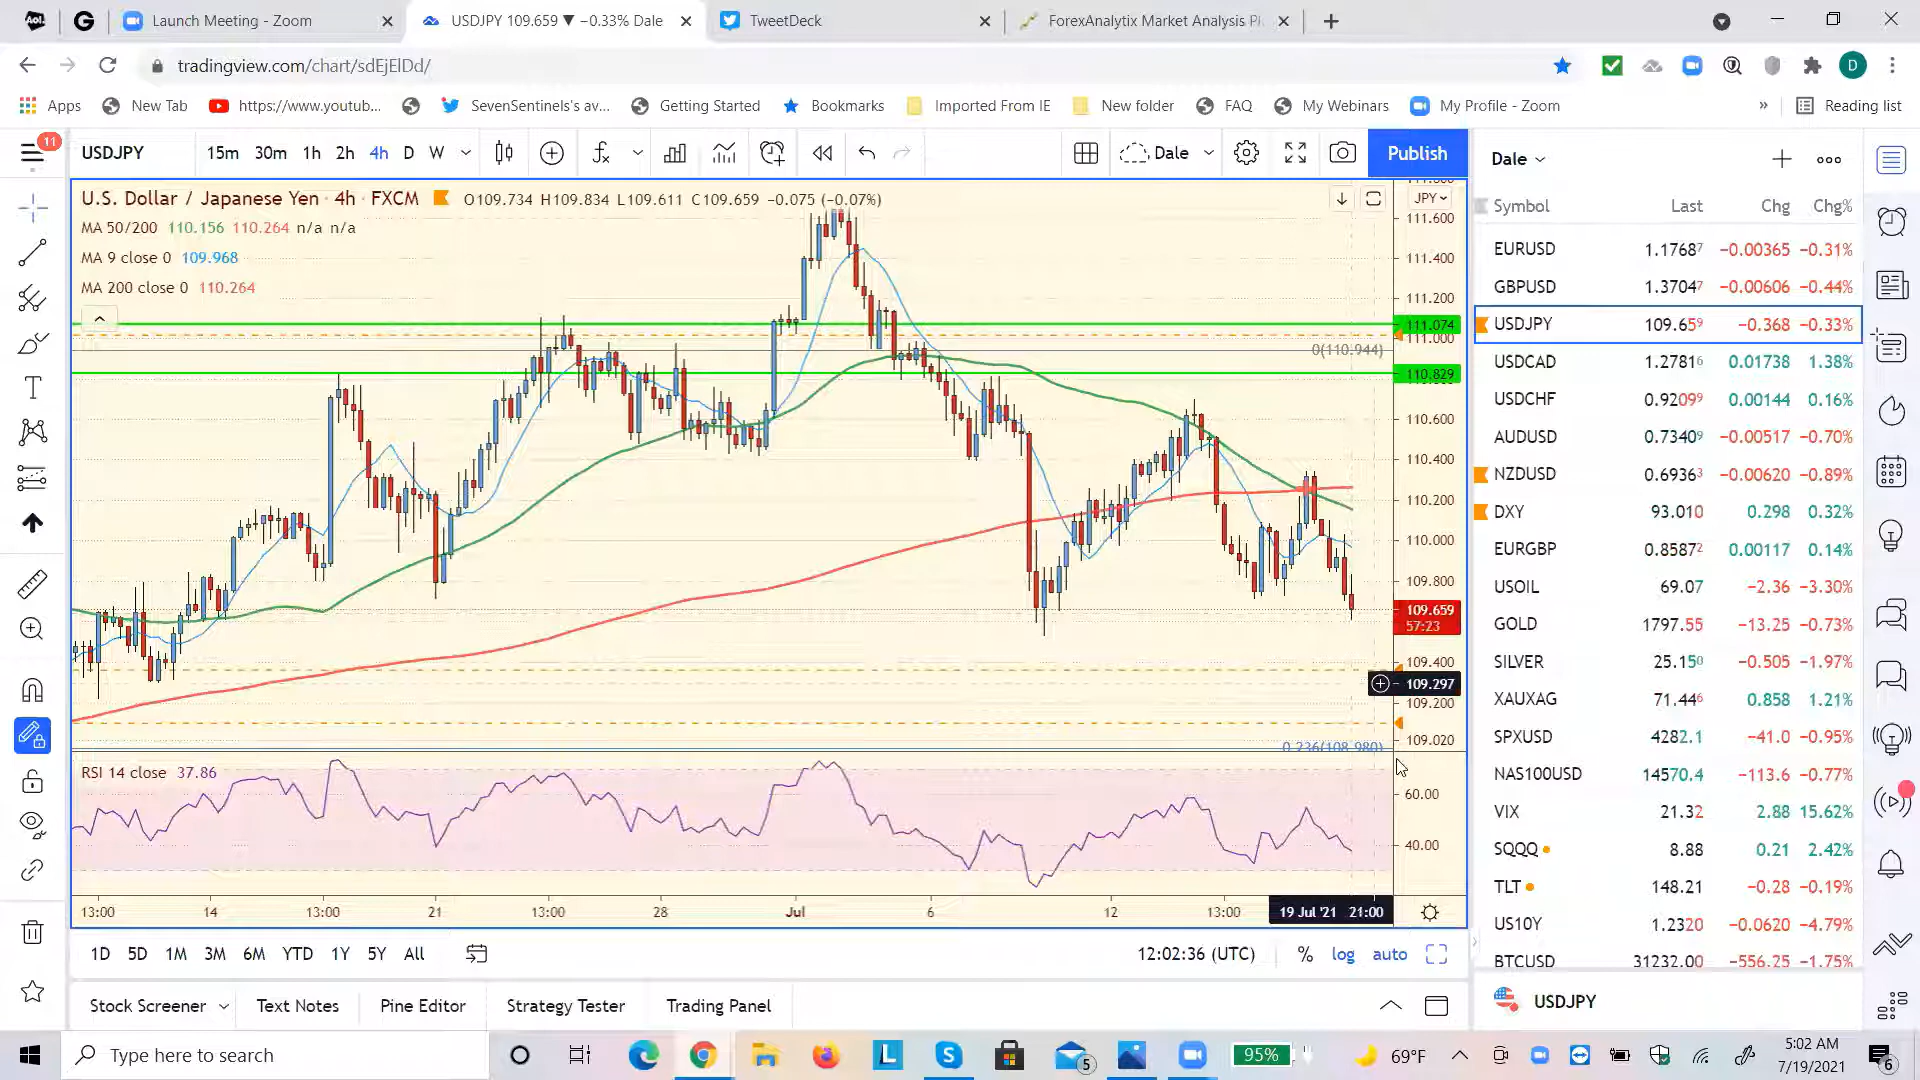 Launch Meeting - Zoom
USDJPY 109.659 ▼ −0.33% Dale
TweetDeck
ForexAnalytix Market Analysis Pl
tradingview.com/chart/sdEjElDd/
D
Apps
New Tab
https://www.youtub...
SevenSentinels's av...
Getting Started
Bookmarks
Imported From IE
New folder
FAQ
My Webinars
My Profile - Zoom
»
Reading list
11
USDJPY
15m 30m 1h 2h 4h D W
Dale
Publish
U.S. Dollar / Japanese Yen · 4h · FXCM
O109.734 H109.834 L109.611 C109.659 −0.075 (−0.07%)
MA 50/200 110.156 110.264 n/a n/a
MA 9 close 0 109.968
MA 200 close 0 110.264
JPY
111.600
111.400
111.200
111.074
111.000
0(110.944)
110.829
110.600
110.400
110.200
110.000
109.800
109.659
57:23
109.400
109.297
109.200
109.020
0.236(108.980)
RSI 14 close 37.86
60.00
40.00
13:00 14 13:00 21 13:00 28 Jul 6 12 13:00 19 Jul '21 21:00
1D 5D 1M 3M 6M YTD 1Y 5Y All
12:02:36 (UTC) % log auto
Stock Screener
Text Notes
Pine Editor
Strategy Tester
Trading Panel
Dale
Symbol Last Chg Chg%
EURUSD 1.17687 −0.00365 −0.31%
GBPUSD 1.37047 −0.00606 −0.44%
USDJPY 109.659 −0.368 −0.33%
USDCAD 1.27816 0.01738 1.38%
USDCHF 0.92099 0.00144 0.16%
AUDUSD 0.73409 −0.00517 −0.70%
NZDUSD 0.69363 −0.00620 −0.89%
DXY 93.010 0.298 0.32%
EURGBP 0.85872 0.00117 0.14%
USOIL 69.07 −2.36 −3.30%
GOLD 1797.55 −13.25 −0.73%
SILVER 25.150 −0.505 −1.97%
XAUXAG 71.446 0.858 1.21%
SPXUSD 4282.1 −41.0 −0.95%
NAS100USD 14570.4 −113.6 −0.77%
VIX 21.32 2.88 15.62%
SQQQ 8.88 0.21 2.42%
TLT 148.21 −0.28 −0.19%
US10Y 1.2320 −0.0620 −4.79%
BTCUSD 31232.00 −556.25 −1.75%
USDJPY
Type here to search
5
95%
69°F
5:02 AM
7/19/2021
6